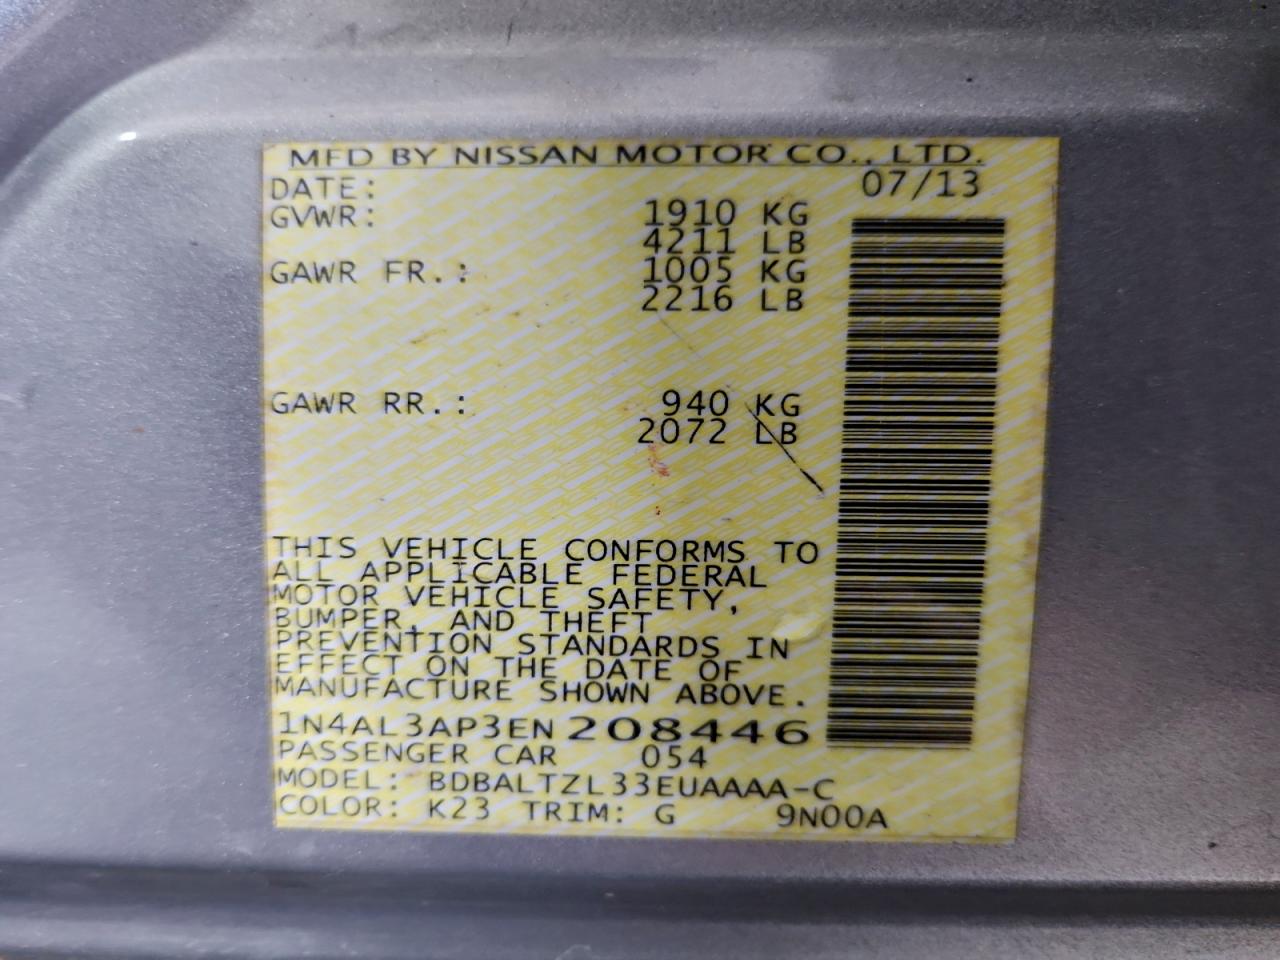 MFD BY NISSAN MOTOR CO., LTD.
DATE: 07/13
GVWR: 1910 KG
4211 LB
GAWR FR.: 1005 KG
2216 LB
GAWR RR.: 940 KG
2072 LB
THIS VEHICLE CONFORMS TO
ALL APPLICABLE FEDERAL
MOTOR VEHICLE SAFETY,
BUMPER, AND THEFT
PREVENTION STANDARDS IN
EFFECT ON THE DATE OF
MANUFACTURE SHOWN ABOVE.
1N4AL3AP3EN208446
PASSENGER CAR 054
MODEL: BDBALTZL33EUAAAA-C
COLOR: K23 TRIM: G 9N00A